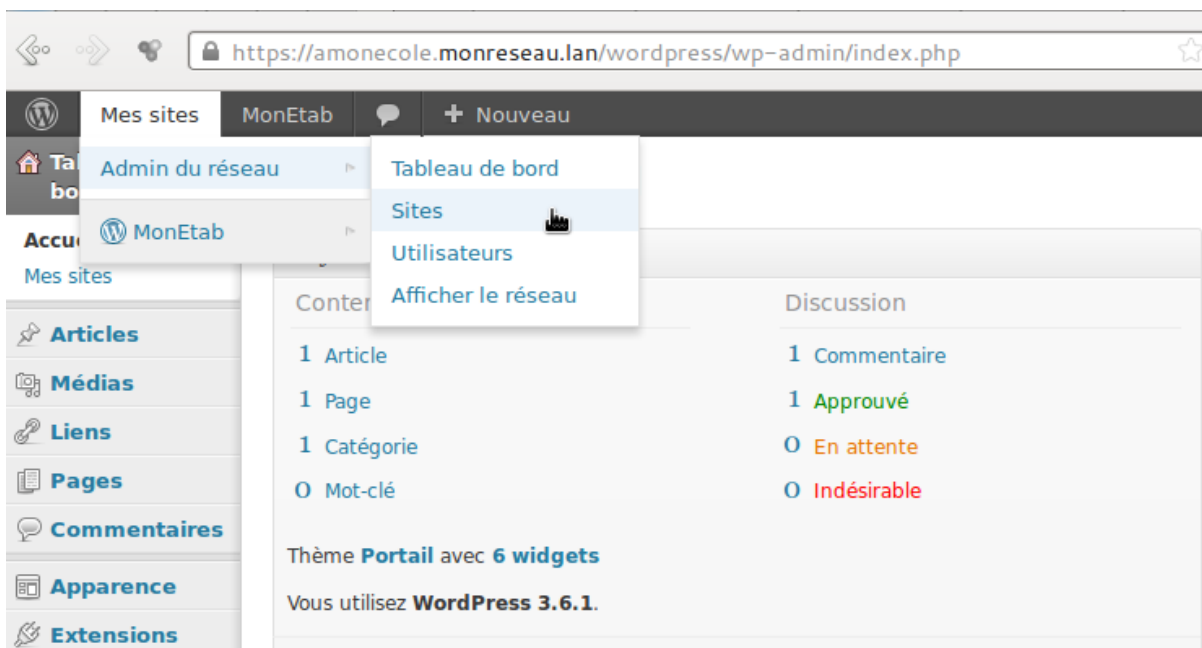 https://amonecole.monreseau.lan/wordpress/wp-admin/index.php
Mes sites MonEtab + Nouveau
Admin du réseau
MonEtab
Tableau de bord
Sites
Utilisateurs
Afficher le réseau
Mes sites
Articles
Médias
Liens
Pages
Commentaires
Apparence
Extensions
Discussion
1 Article
1 Page
1 Catégorie
0 Mot-clé
1 Commentaire
1 Approuvé
0 En attente
0 Indésirable
Thème Portail avec 6 widgets
Vous utilisez WordPress 3.6.1.